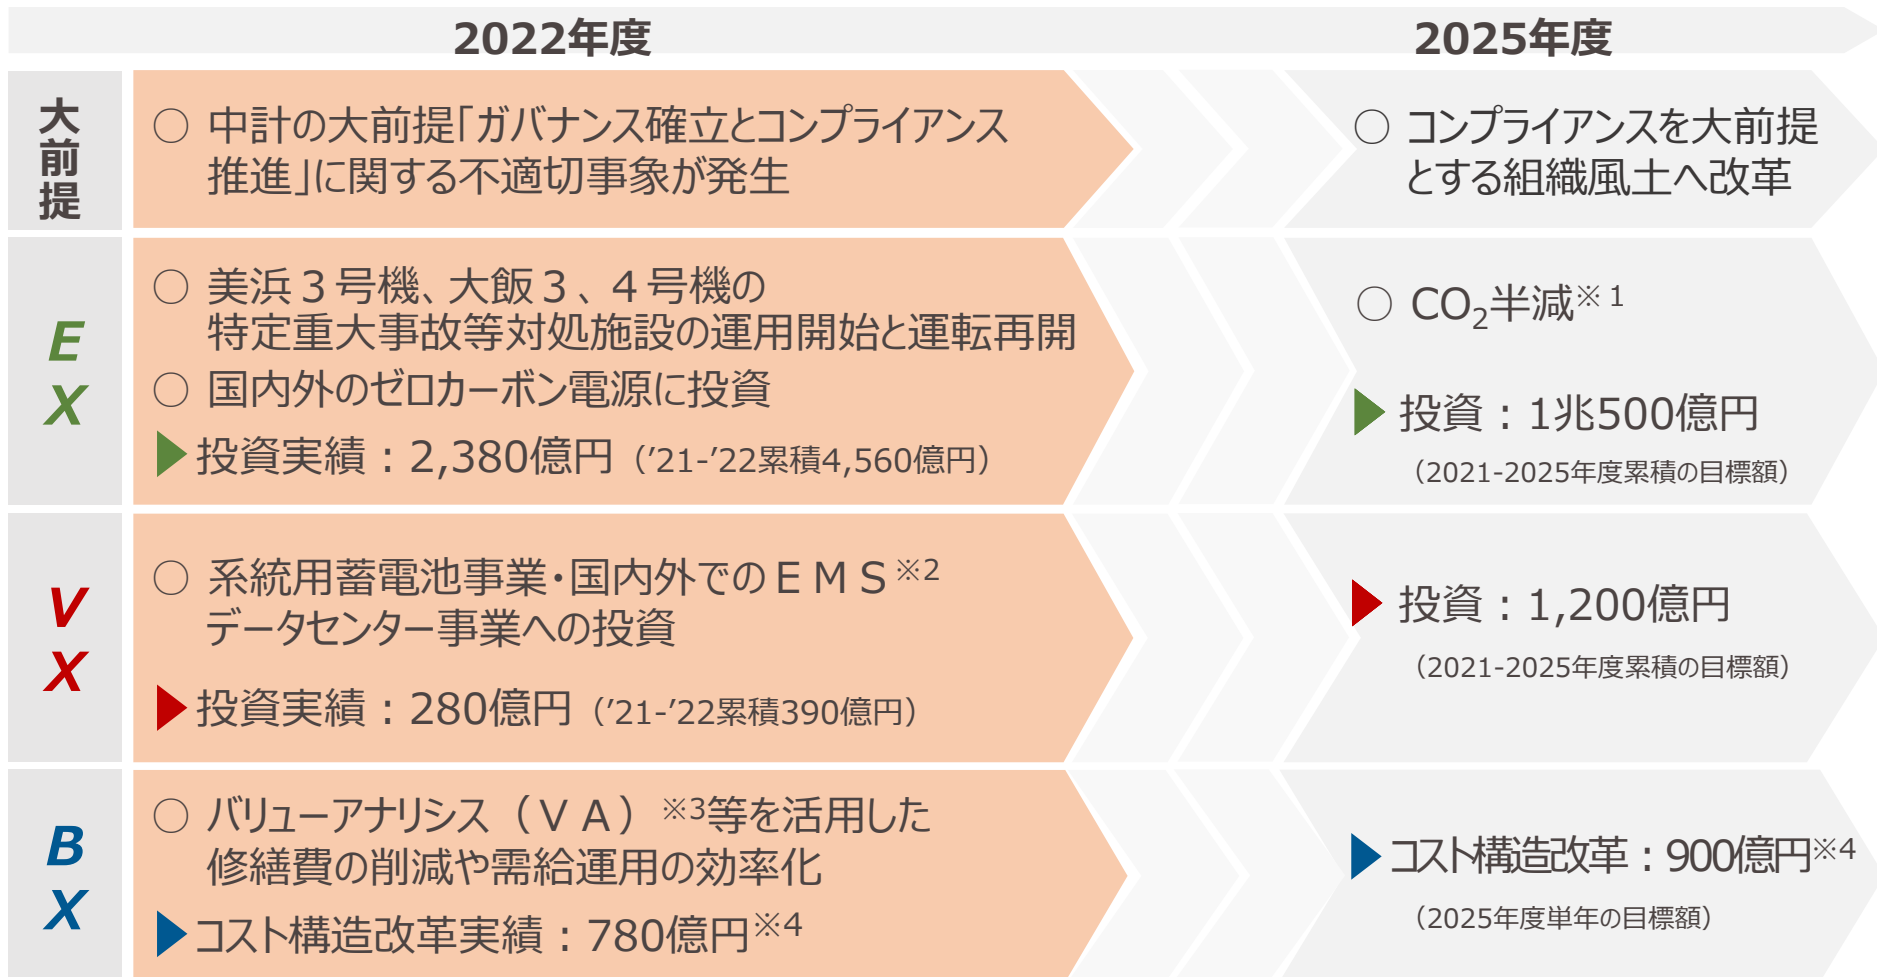 2022年度
2025年度
大前提
○ 中計の大前提「ガバナンス確立とコンプライアンス
推進」に関する不適切事象が発生
○ コンプライアンスを大前提
とする組織風土へ改革
EX
○ 美浜３号機、大飯３、４号機の
特定重大事故等対処施設の運用開始と運転再開
○ 国内外のゼロカーボン電源に投資
▶投資実績：2,380億円（’21-’22累積4,560億円）
○ CO₂半減※１
▶投資：1兆500億円
（2021-2025年度累積の目標額）
VX
○ 系統用蓄電池事業・国内外でのＥＭＳ※2
データセンター事業への投資
▶投資実績：280億円（’21-’22累積390億円）
▶投資：1,200億円
（2021-2025年度累積の目標額）
BX
○ バリューアナリシス（ＶＡ）※3等を活用した
修繕費の削減や需給運用の効率化
▶コスト構造改革実績：780億円※4
▶コスト構造改革：900億円※4
（2025年度単年の目標額）